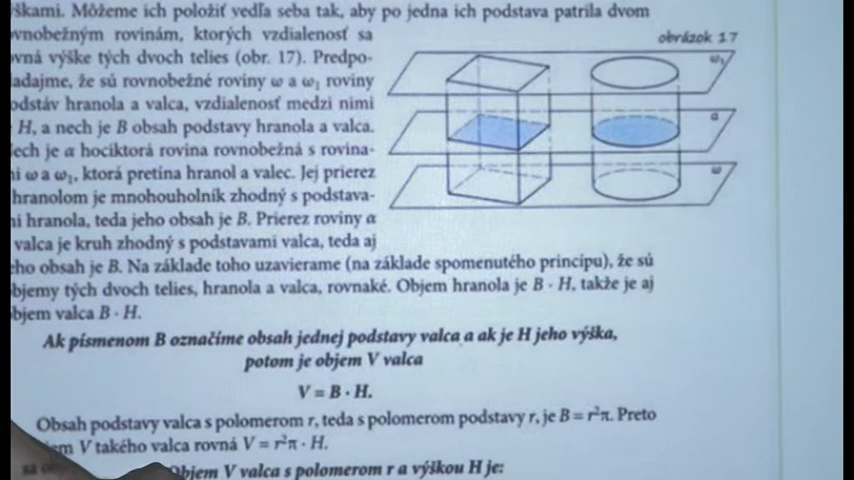 škami. Môžeme ich položiť vedľa seba tak, aby po jedna ich podstava patrila dvom
vnobežným rovinám, ktorých vzdialenosť sa
vná výške tých dvoch telies (obr. 17). Predpo-
adajme, že sú rovnobežné roviny ω a ω₁ roviny
odstáv hranola a valca, vzdialenosť medzi nimi
H, a nech je B obsah podstavy hranola a valca.
ech je α hociktorá rovina rovnobežná s rovina-
i ω a ω₁, ktorá pretína hranol a valec. Jej prierez
hranolom je mnohouholník zhodný s podstava-
i hranola, teda jeho obsah je B. Prierez roviny α
valca je kruh zhodný s podstavami valca, teda aj
ho obsah je B. Na základe toho uzavierame (na základe spomenutého principu), že sú
bjemy tých dvoch telies, hranola a valca, rovnaké. Objem hranola je B · H, takže je aj
bjem valca B · H.
obrázok 17
ω₁
α
ω
Ak písmenom B označíme obsah jednej podstavy valca a ak je H jeho výška,
potom je objem V valca
V = B · H.
Obsah podstavy valca s polomerom r, teda s polomerom podstavy r, je B = r²π. Preto
em V takého valca rovná V = r²π · H.
Objem V valca s polomerom r a výškou H je: